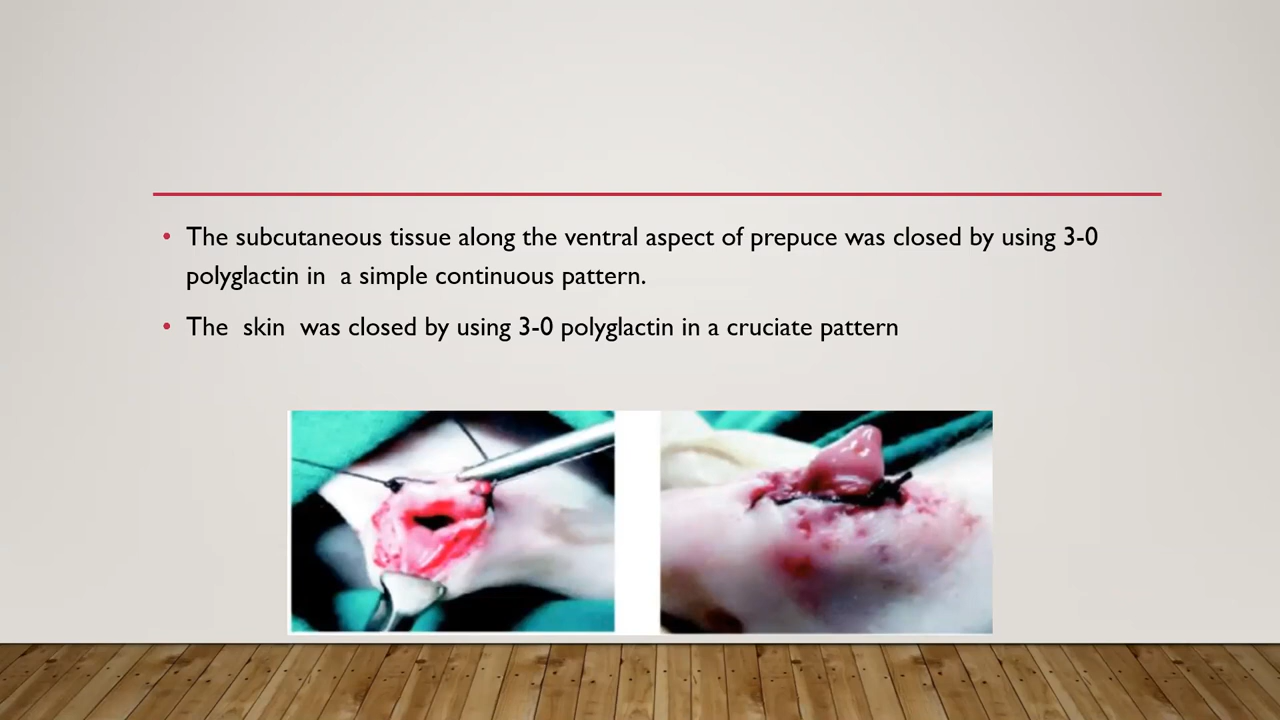 • The subcutaneous tissue along the ventral aspect of prepuce was closed by using 3-0
polyglactin in  a simple continuous pattern.
• The  skin  was closed by using 3-0 polyglactin in a cruciate pattern